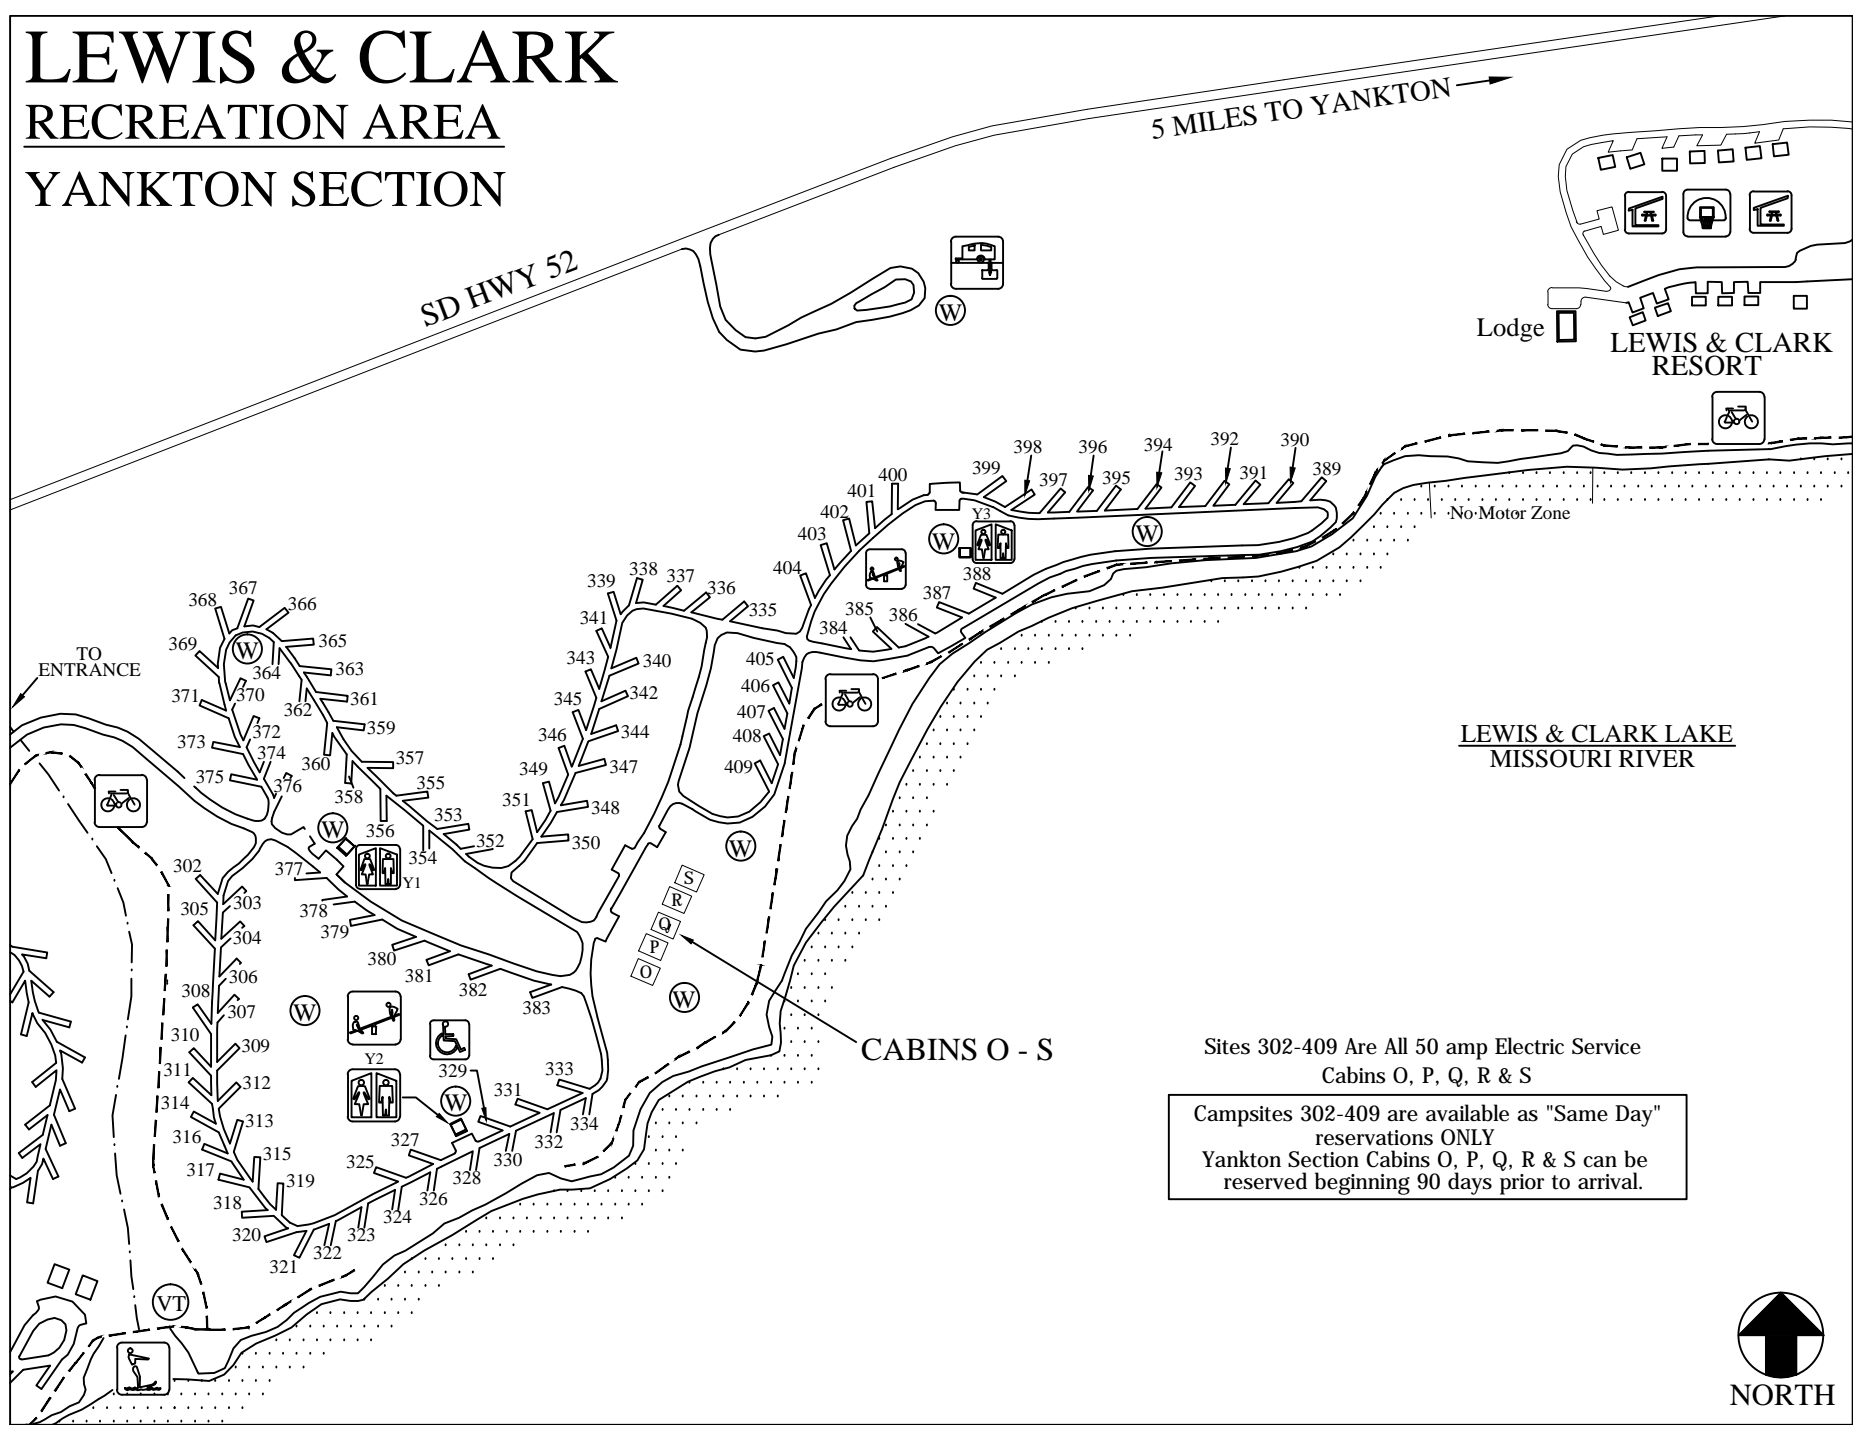 LEWIS & CLARK
RECREATION AREA
YANKTON SECTION
5 MILES TO YANKTON
SD HWY 52
W
Lodge
LEWIS & CLARK
RESORT
No Motor Zone
398
396
394
392
390
399
397
395
393
391
389
400
401
402
403
404
Y3
W
W
388
387
386
385
384
339
338
337
336
335
341
343
340
345
342
346
344
349
347
351
348
350
405
406
407
408
409
W
367
368
366
369
W
365
364
363
370
371
362
361
372
359
373
374
360
357
375
376
358
355
353
356
352
354
TO
ENTRANCE
W
Y1
302
377
303
305
378
304
379
380
306
381
308
382
307
383
W
S
R
Q
P
O
W
CABINS O - S
310
309
311
312
314
313
316
315
317
319
318
320
321
322
323
324
325
326
327
328
329
330
331
332
333
334
Y2
W
VT
LEWIS & CLARK LAKE
MISSOURI RIVER
Sites 302-409 Are All 50 amp Electric Service
Cabins O, P, Q, R & S
Campsites 302-409 are available as "Same Day"
reservations ONLY
Yankton Section Cabins O, P, Q, R & S can be
reserved beginning 90 days prior to arrival.
NORTH